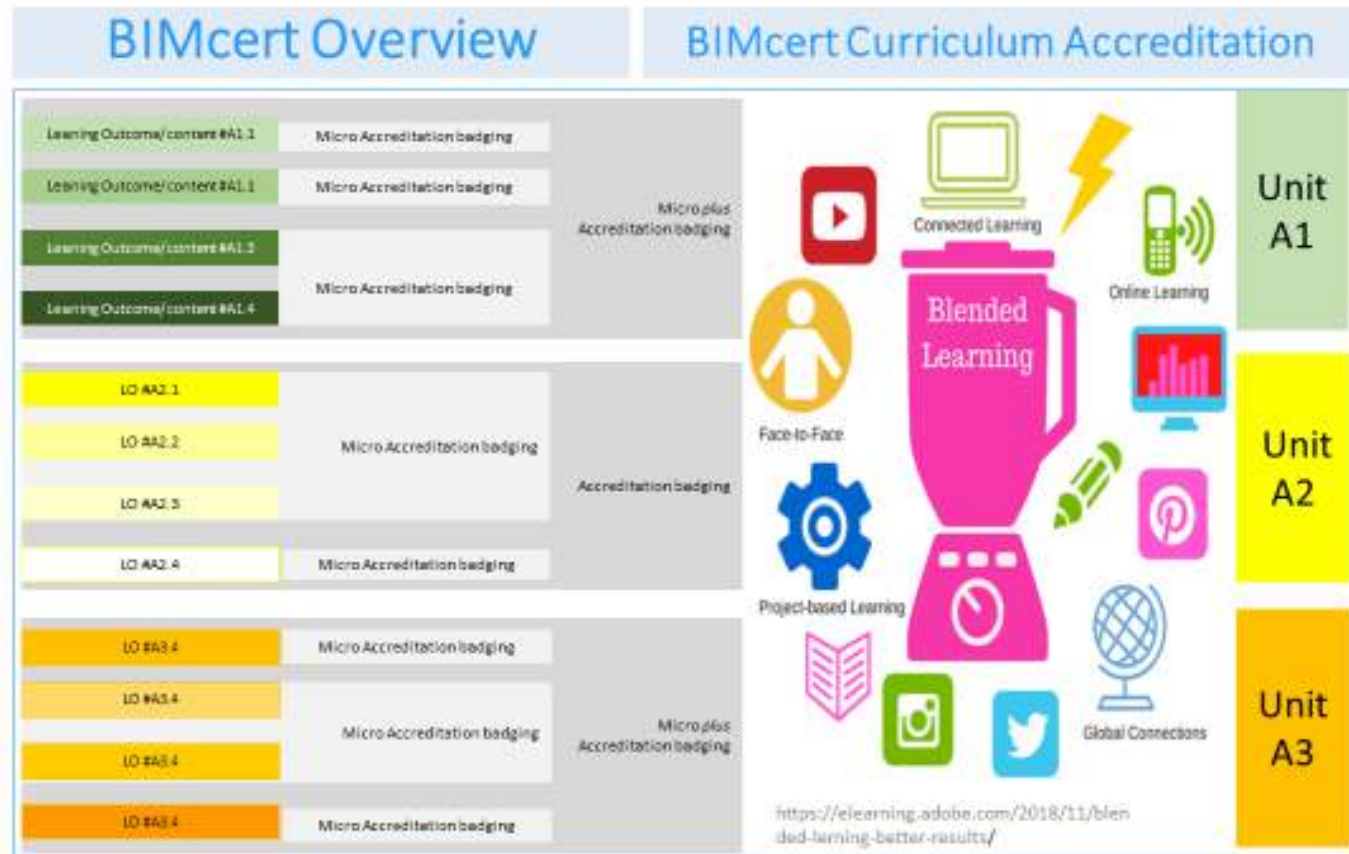 BIMcert Overview
BIMcert Curriculum Accreditation
Learning Outcome/content #A1.1
Micro Accreditation badging
Learning Outcome/content #A1.1
Micro Accreditation badging
Learning Outcome/content #A1.3
Learning Outcome/content #A1.4
Micro Accreditation badging
Micro plus
Accreditation badging
LO #A2.1
LO #A2.2
LO #A2.3
Micro Accreditation badging
LO #A2.4
Micro Accreditation badging
Accreditation badging
LO #A3.4
Micro Accreditation badging
LO #A3.4
LO #A3.4
Micro Accreditation badging
LO #A3.4
Micro Accreditation badging
Micro plus
Accreditation badging
Connected Learning
Online Learning
Blended
Learning
Face-to-Face
Project-based Learning
Global Connections
https://elearning.adobe.com/2018/11/blen
ded-lerning-better-results/
Unit
A1
Unit
A2
Unit
A3